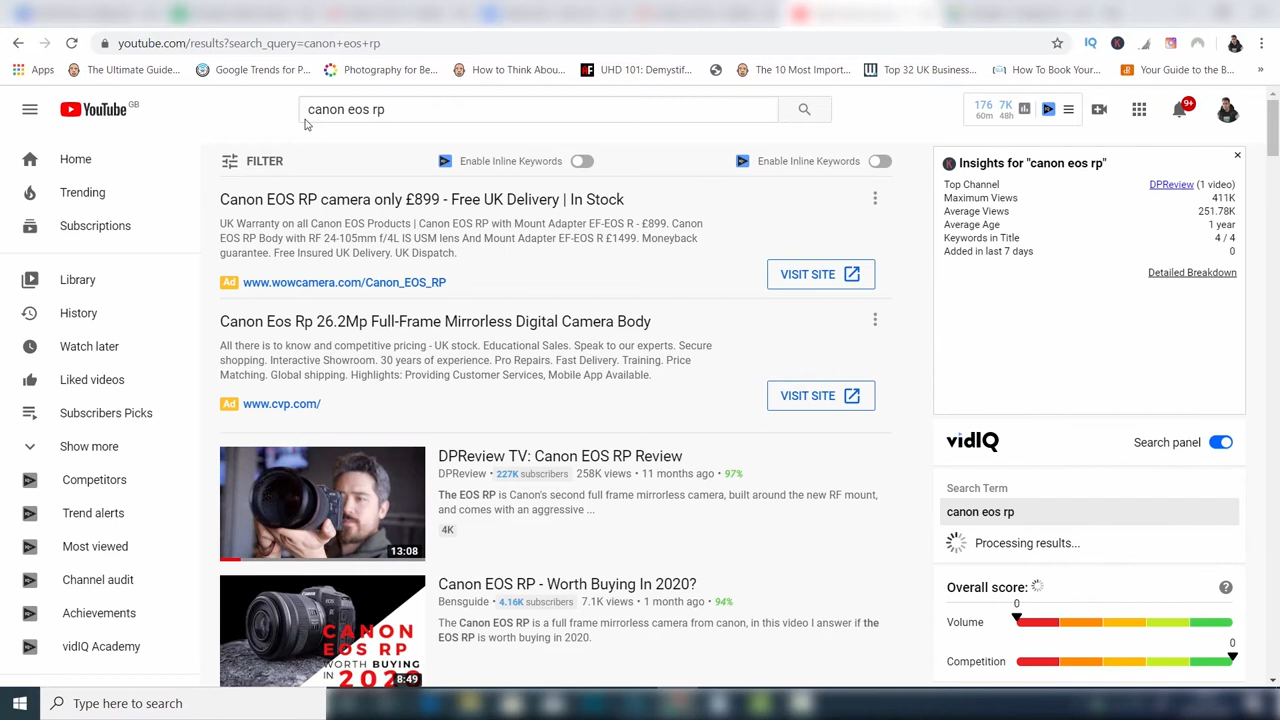 youtube.com/results?search_query=canon+eos+rp
Apps
The Ultimate Guide...
Google Trends for P...
Photography for Be...
How to Think Abou...
UHD 101: Demystif...
The 10 Most Import...
Top 32 UK Business...
How To Book Your...
Your Guide to the B...
»
YouTube GB
canon eos rp
176 7K
60m 48h
9+
Home
Trending
Subscriptions
Library
History
Watch later
Liked videos
Subscribers Picks
Show more
Competitors
Trend alerts
Most viewed
Channel audit
Achievements
vidIQ Academy
FILTER
Enable Inline Keywords
Enable Inline Keywords
Canon EOS RP camera only £899 - Free UK Delivery | In Stock
UK Warranty on all Canon EOS Products | Canon EOS RP with Mount Adapter EF-EOS R - £899. Canon
EOS RP Body with RF 24-105mm f/4L IS USM lens And Mount Adapter EF-EOS R £1499. Moneyback
guarantee. Free Insured UK Delivery. UK Dispatch.
Ad www.wowcamera.com/Canon_EOS_RP
VISIT SITE
Canon Eos Rp 26.2Mp Full-Frame Mirrorless Digital Camera Body
All there is to know and competitive pricing - UK stock. Educational Sales. Speak to our experts. Secure
shopping. Interactive Showroom. 30 years of experience. Pro Repairs. Fast Delivery. Training. Price
Matching. Global shipping. Highlights: Providing Customer Services, Mobile App Available.
Ad www.cvp.com/
VISIT SITE
13:08
DPReview TV: Canon EOS RP Review
DPReview • 227K subscribers • 258K views • 11 months ago • 97%
The EOS RP is Canon's second full frame mirrorless camera, built around the new RF mount,
and comes with an aggressive ...
4K
CANON
EOS RP
WORTH BUYING
IN 2020?
8:49
Canon EOS RP - Worth Buying In 2020?
Bensguide • 4.16K subscribers • 7.1K views • 1 month ago • 94%
The Canon EOS RP is a full frame mirrorless camera from canon, in this video I answer if the
EOS RP is worth buying in 2020.
Insights for "canon eos rp"
Top Channel DPReview (1 video)
Maximum Views 411K
Average Views 251.78K
Average Age 1 year
Keywords in Title 4 / 4
Added in last 7 days 0
Detailed Breakdown
vidIQ
Search panel
Search Term
canon eos rp
Processing results...
Overall score:
?
0
Volume
0
Competition
Type here to search